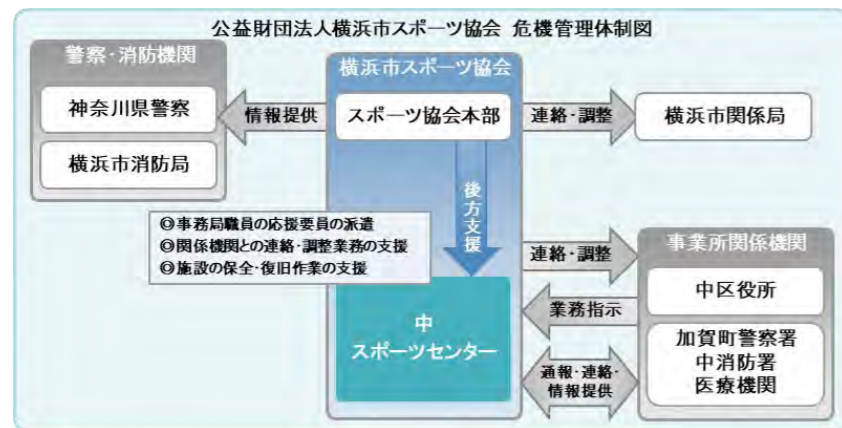 公益財団法人横浜市スポーツ協会 危機管理体制図
警察・消防機関
神奈川県警察
横浜市消防局
情報提供
横浜市スポーツ協会
スポーツ協会本部
連絡・調整
横浜市関係局
後方支援
◎事務局職員の応援要員の派遣
◎関係機関との連絡・調整業務の支援
◎施設の保全・復旧作業の支援
中
スポーツセンター
連絡・調整
業務指示
通報・連絡・
情報提供
事業所関係機関
中区役所
加賀町警察署
中消防署
医療機関